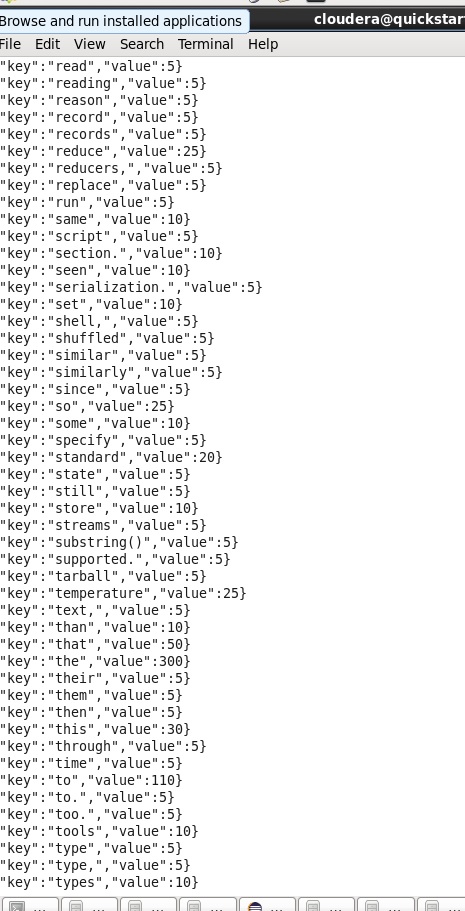 Browse and run installed applications
cloudera@quickstar
File Edit View Search Terminal Help
"key":"read","value":5}
"key":"reading","value":5}
"key":"reason","value":5}
"key":"record","value":5}
"key":"records","value":5}
"key":"reduce","value":25}
"key":"reducers,","value":5}
"key":"replace","value":5}
"key":"run","value":5}
"key":"same","value":10}
"key":"script","value":5}
"key":"section.","value":10}
"key":"seen","value":10}
"key":"serialization.","value":5}
"key":"set","value":10}
"key":"shell,","value":5}
"key":"shuffled","value":5}
"key":"similar","value":5}
"key":"similarly","value":5}
"key":"since","value":5}
"key":"so","value":25}
"key":"some","value":10}
"key":"specify","value":5}
"key":"standard","value":20}
"key":"state","value":5}
"key":"still","value":5}
"key":"store","value":10}
"key":"streams","value":5}
"key":"substring()","value":5}
"key":"supported.","value":5}
"key":"tarball","value":5}
"key":"temperature","value":25}
"key":"text,","value":5}
"key":"than","value":10}
"key":"that","value":50}
"key":"the","value":300}
"key":"their","value":5}
"key":"them","value":5}
"key":"then","value":5}
"key":"this","value":30}
"key":"through","value":5}
"key":"time","value":5}
"key":"to","value":110}
"key":"to.","value":5}
"key":"too.","value":5}
"key":"tools","value":10}
"key":"type","value":5}
"key":"type,","value":5}
"key":"types","value":10}